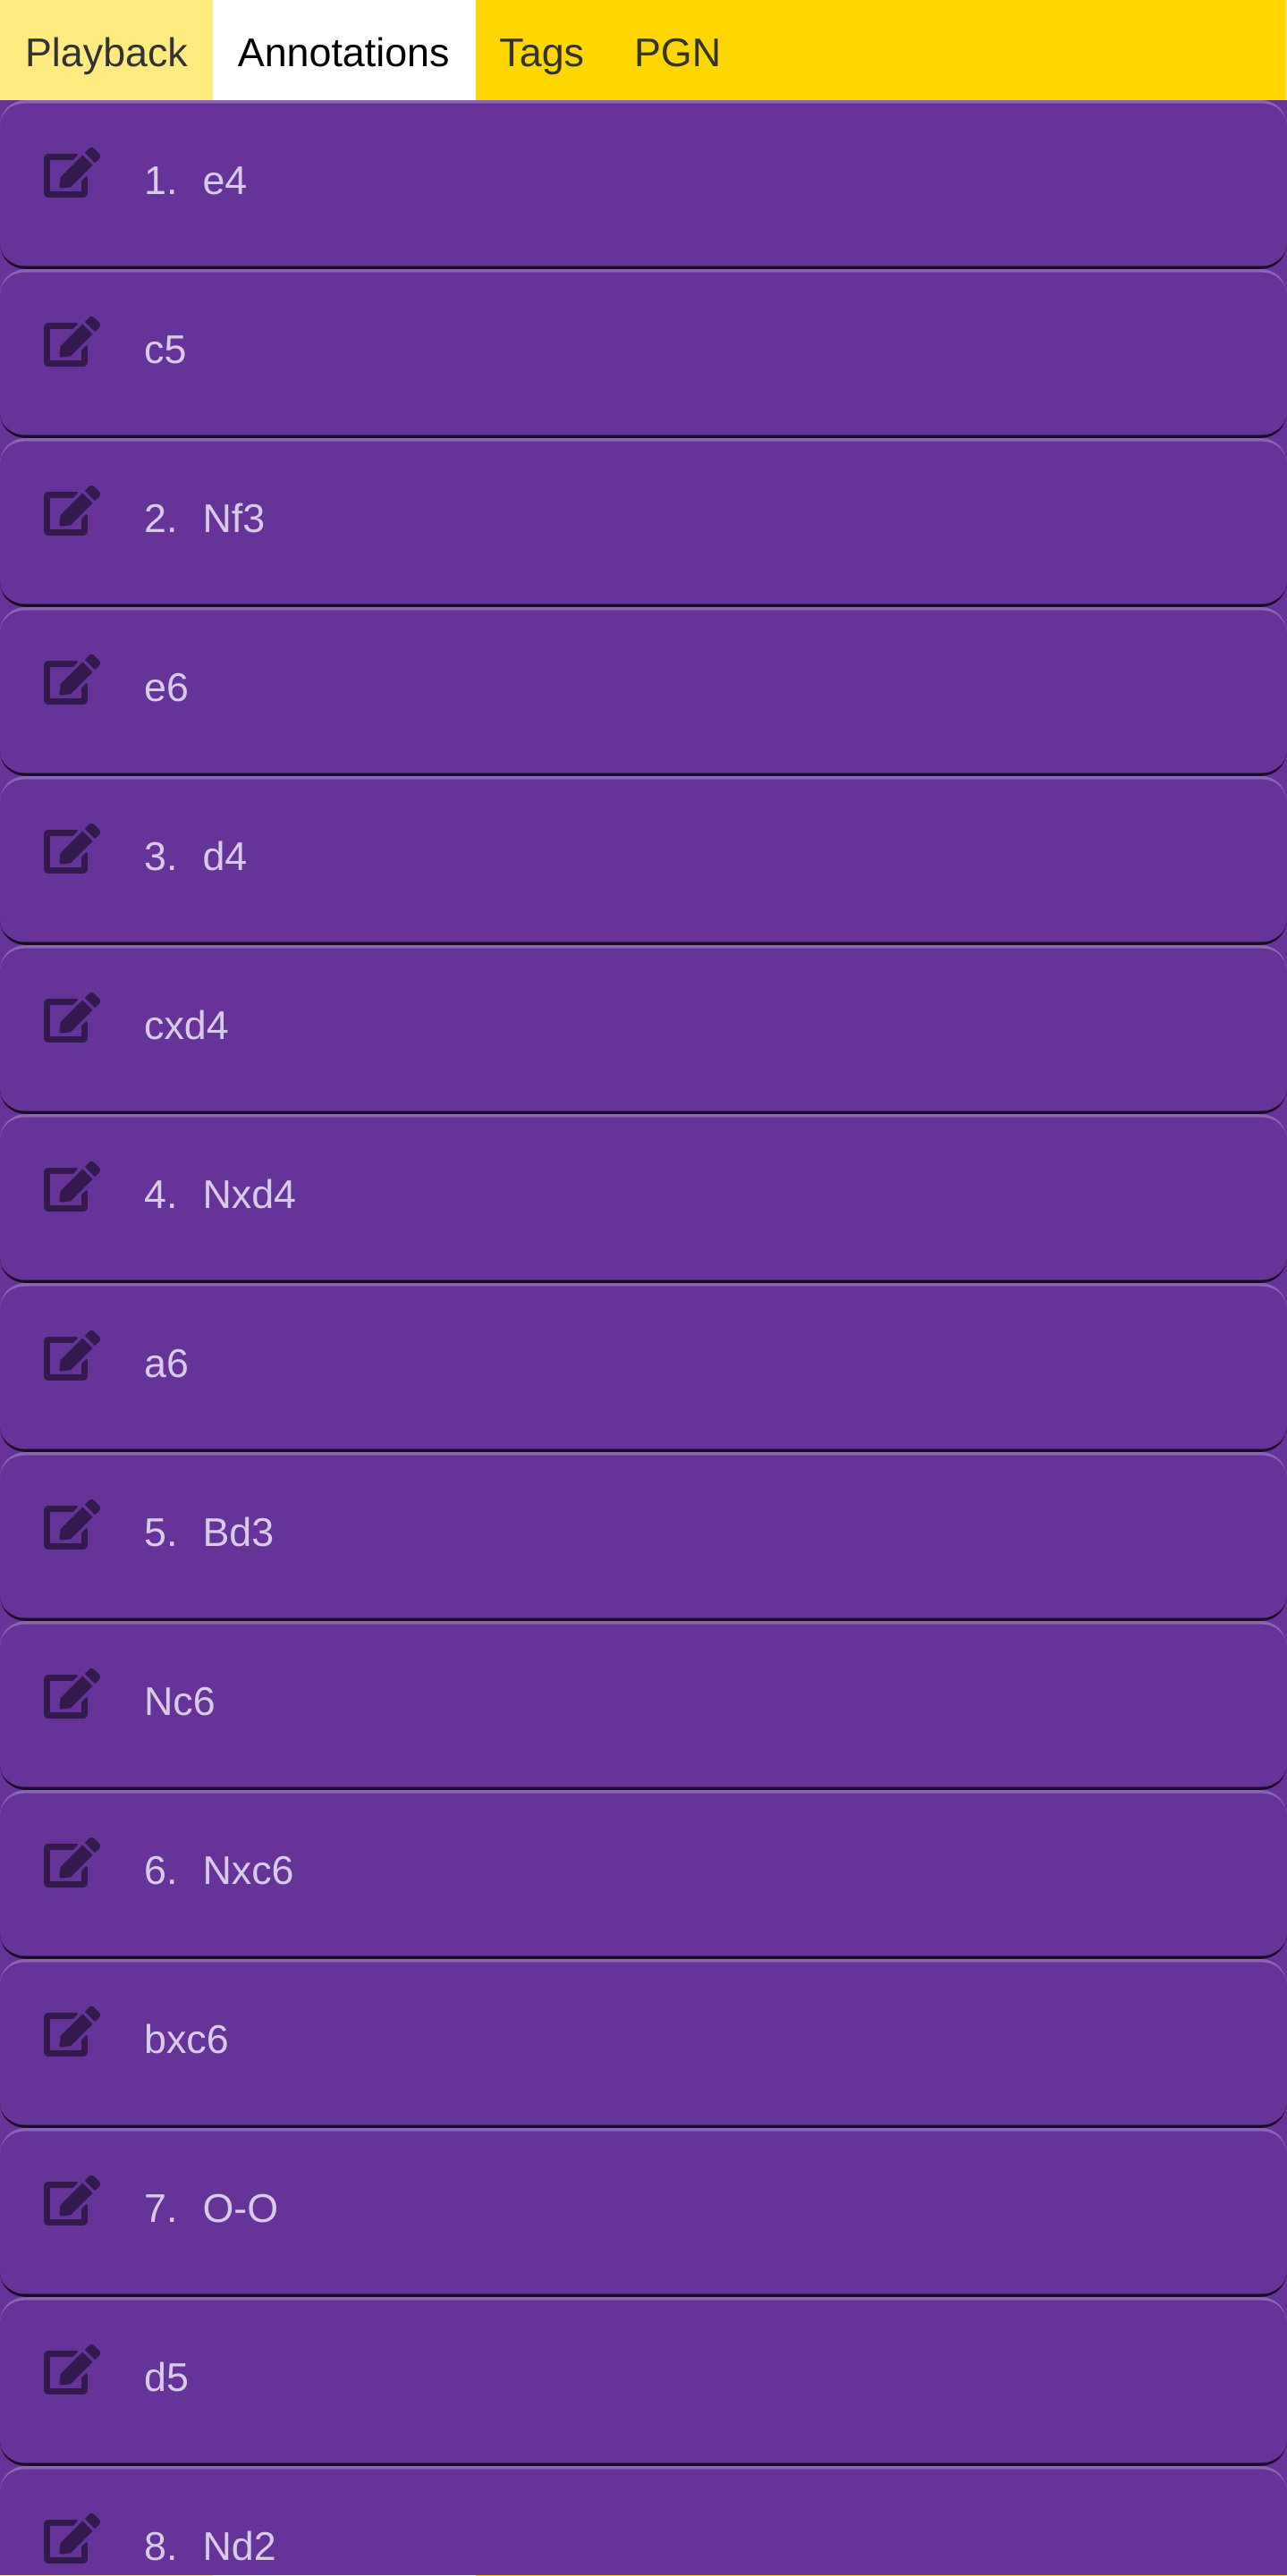 Playback Annotations Tags PGN
1. e4
c5
2. Nf3
e6
3. d4
cxd4
4. Nxd4
a6
5. Bd3
Nc6
6. Nxc6
bxc6
7. O-O
d5
8. Nd2